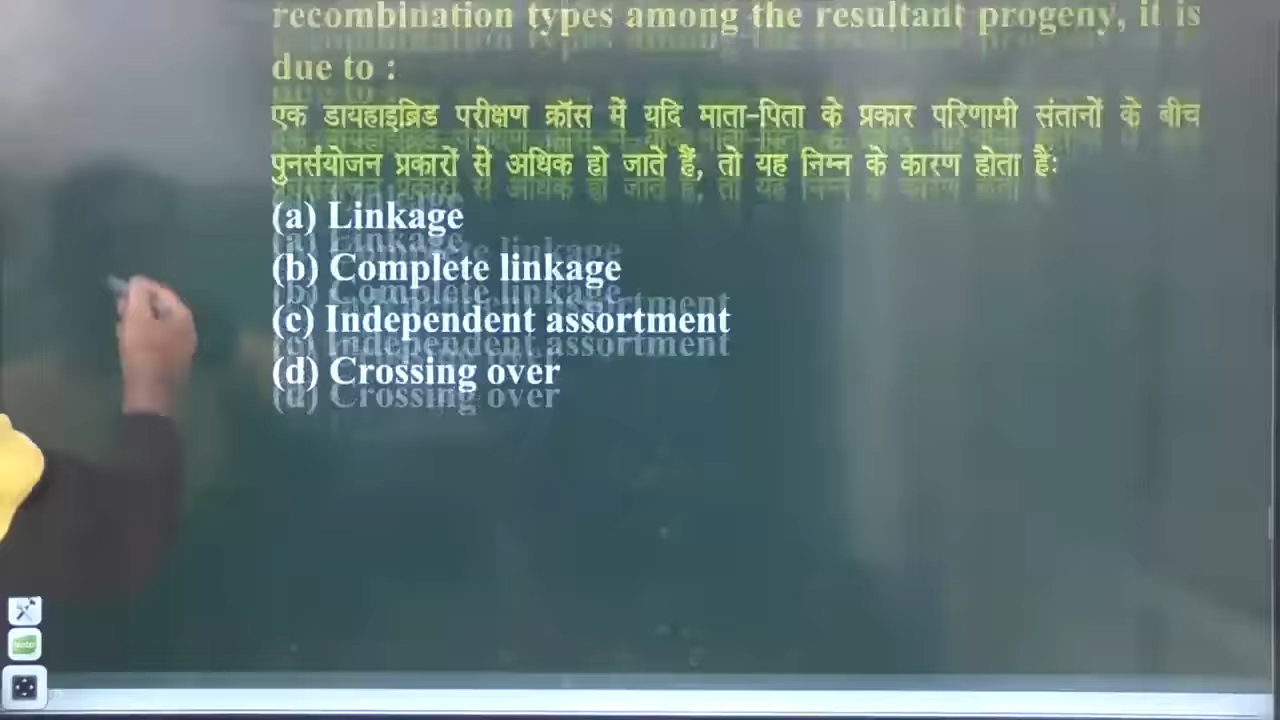 recombination types among the resultant progeny, it is
due to :
एक डायहाइब्रिड परीक्षण क्रॉस में यदि माता-पिता के प्रकार परिणामी संतानों के बीच
पुनर्संयोजन प्रकारों से अधिक हो जाते हैं, तो यह निम्न के कारण होता हैः
(a) Linkage
(b) Complete linkage
(c) Independent assortment
(d) Crossing over